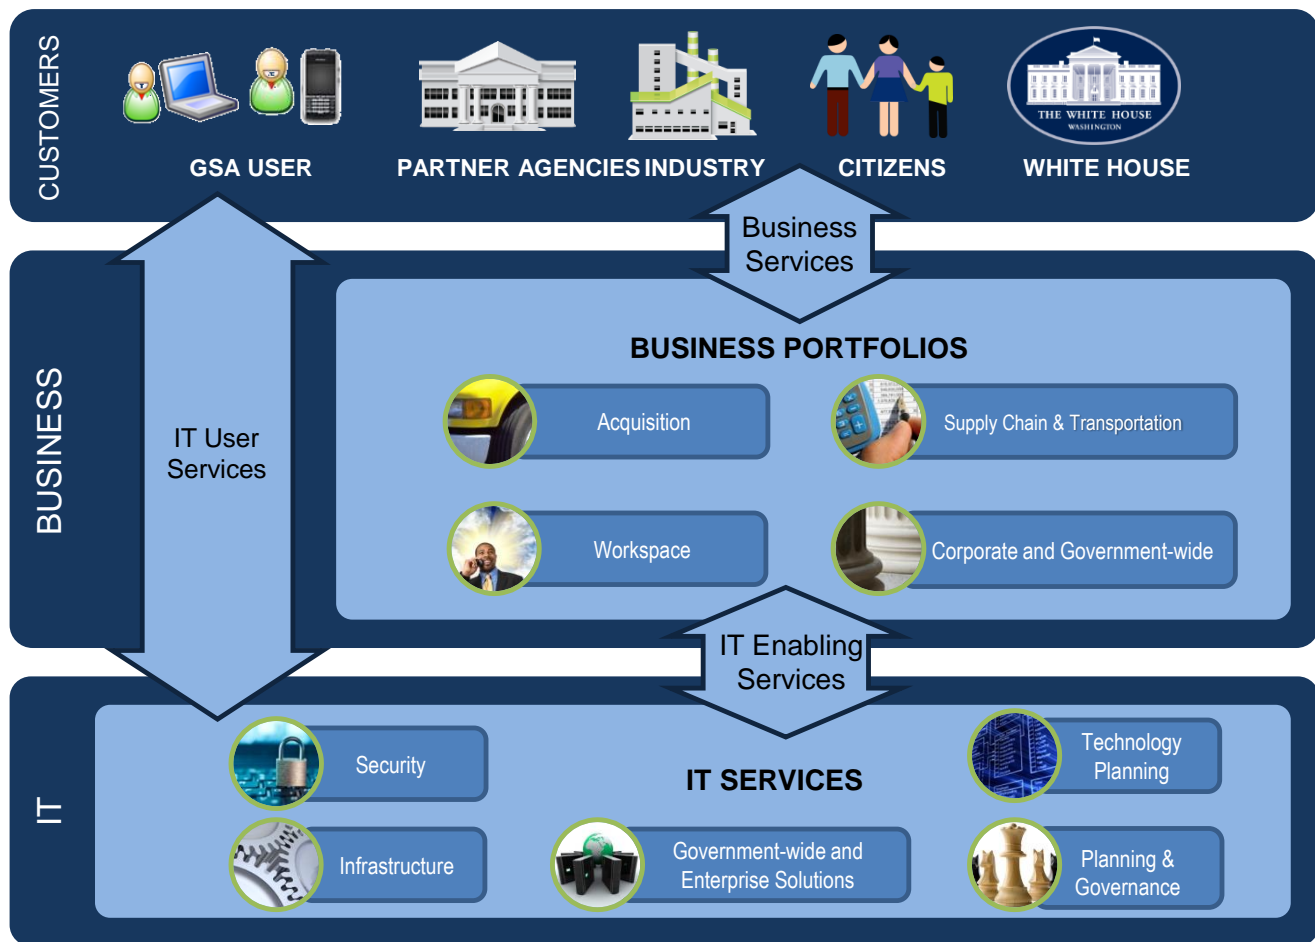 CUSTOMERS
THE WHITE HOUSE
WASHINGTON
GSA USER
PARTNER AGENCIES
INDUSTRY
CITIZENS
WHITE HOUSE
Business
Services
BUSINESS
IT User
Services
BUSINESS PORTFOLIOS
Acquisition
Supply Chain & Transportation
Workspace
Corporate and Government-wide
IT Enabling
Services
IT
IT SERVICES
Security
Technology
Planning
Infrastructure
Government-wide and
Enterprise Solutions
Planning &
Governance